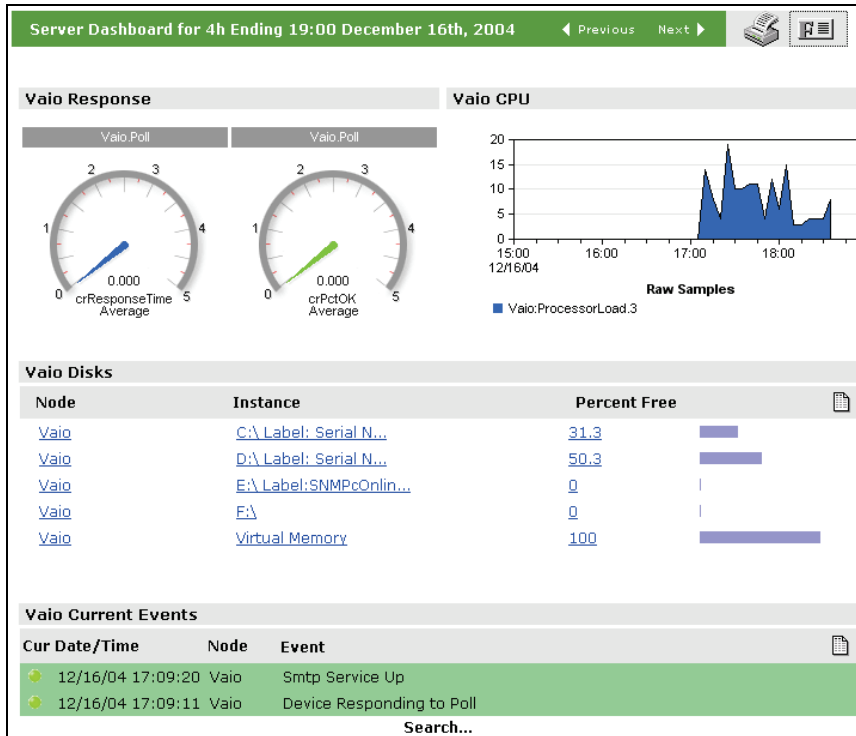 Server Dashboard for 4h Ending 19:00 December 16th, 2004 Previous Next
Vaio Response
Vaio.Poll
0 1 2 3 4 5
0.000
crResponseTime
Average
Vaio.Poll
0 1 2 3 4 5
0.000
crPctOK
Average
Vaio CPU
20
15
10
5
0
15:00 16:00 17:00 18:00
12/16/04
Raw Samples
Vaio:ProcessorLoad.3
Vaio Disks
Node Instance Percent Free
Vaio C:\ Label: Serial N... 31.3
Vaio D:\ Label: Serial N... 50.3
Vaio E:\ Label:SNMPcOnlin... 0
Vaio F:\ 0
Vaio Virtual Memory 100
Vaio Current Events
Cur Date/Time Node Event
12/16/04 17:09:20 Vaio Smtp Service Up
12/16/04 17:09:11 Vaio Device Responding to Poll
Search...